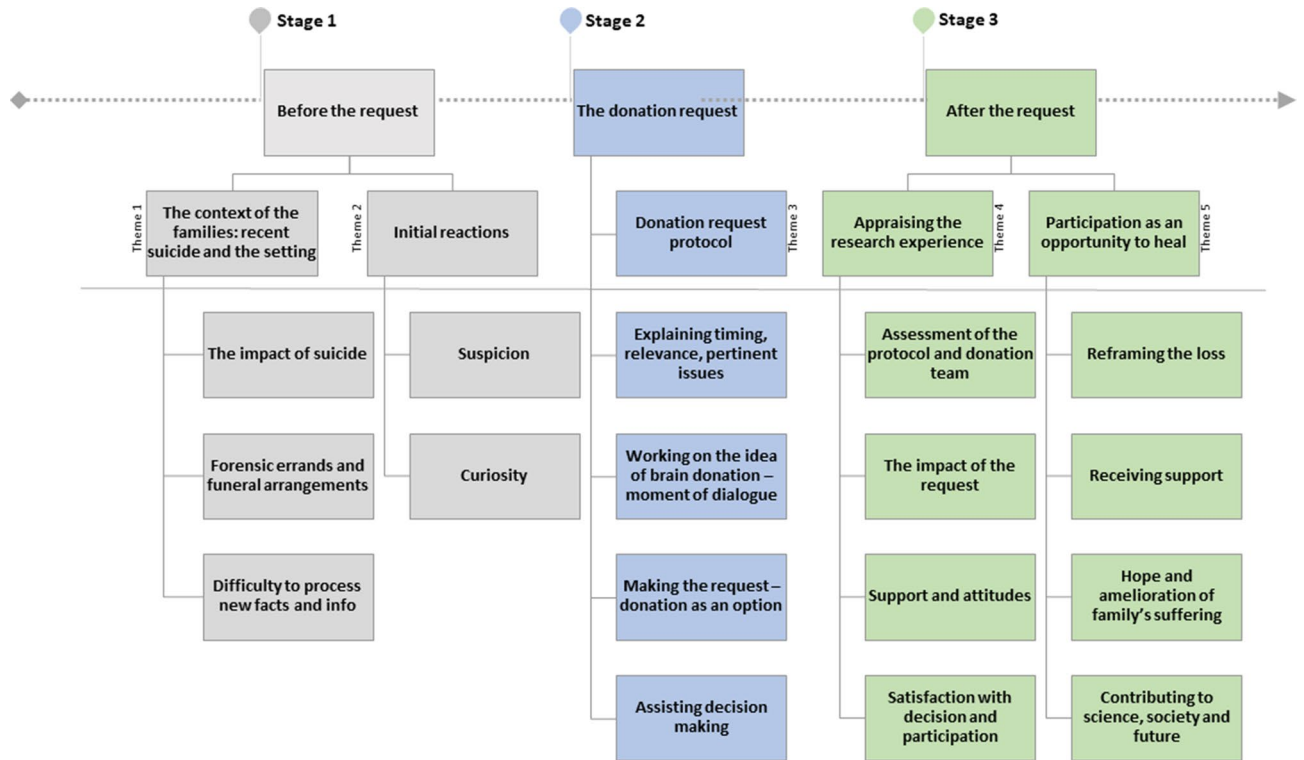 Stage 1
Stage 2
Stage 3
Before the request
The donation request
After the request
Theme 1
The context of the
families: recent
suicide and the setting
Theme 2
Initial reactions
Donation request
protocol
Theme 3
Appraising the
research experience
Theme 4
Participation as an
opportunity to heal
Theme 5
The impact of suicide
Forensic errands and
funeral arrangements
Difficulty to process
new facts and info
Suspicion
Curiosity
Explaining timing,
relevance, pertinent
issues
Working on the idea
of brain donation –
moment of dialogue
Making the request –
donation as an option
Assisting decision
making
Assessment of the
protocol and donation
team
The impact of the
request
Support and attitudes
Satisfaction with
decision and
participation
Reframing the loss
Receiving support
Hope and
amelioration of
family’s suffering
Contributing to
science, society and
future